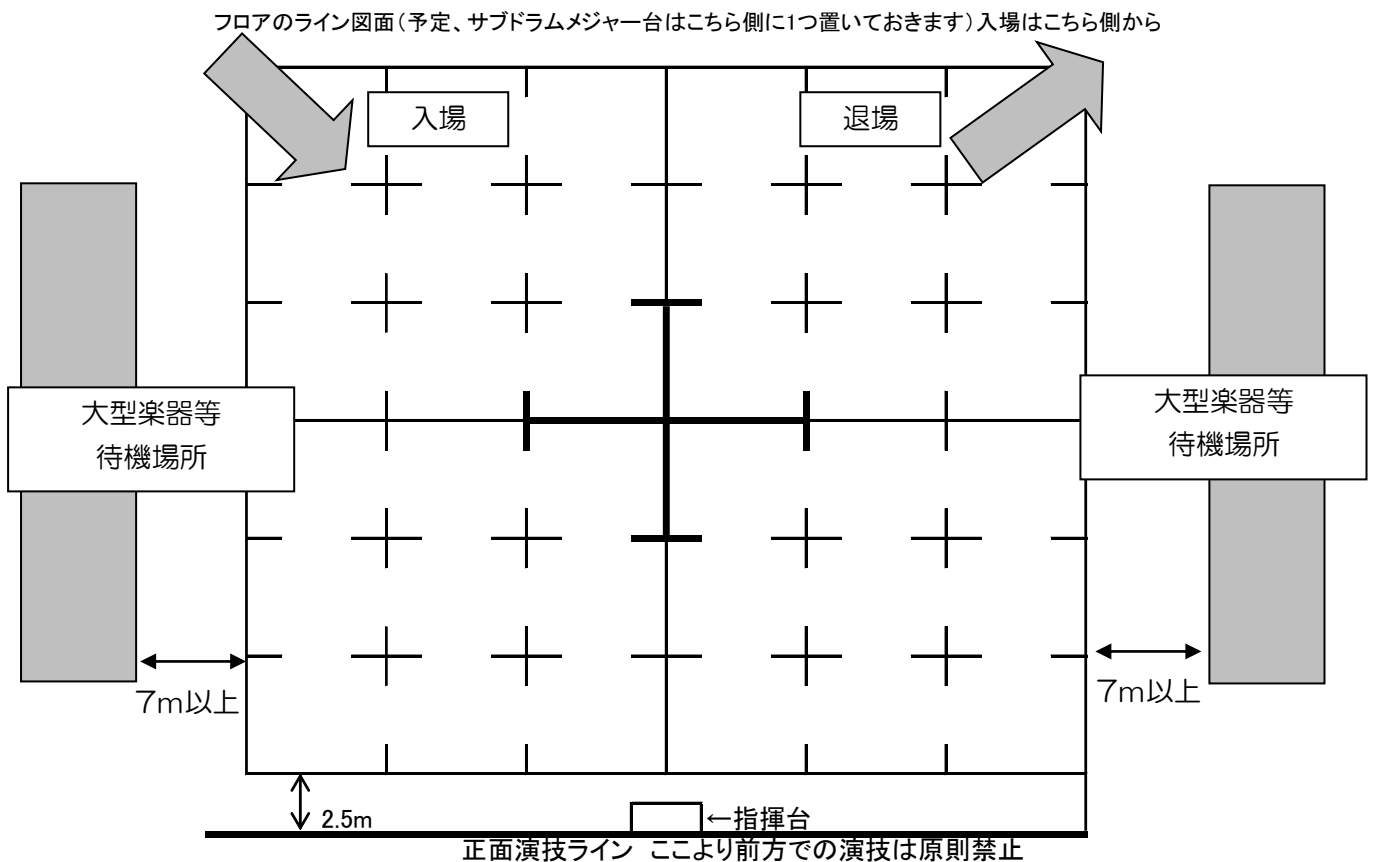 フロアのライン図面（予定、サブドラムメジャー台はこちら側に1つ置いておきます）入場はこちら側から
入場
退場
大型楽器等
待機場所
大型楽器等
待機場所
7m以上
7m以上
2.5m
←指揮台
正面演技ライン ここより前方での演技は原則禁止